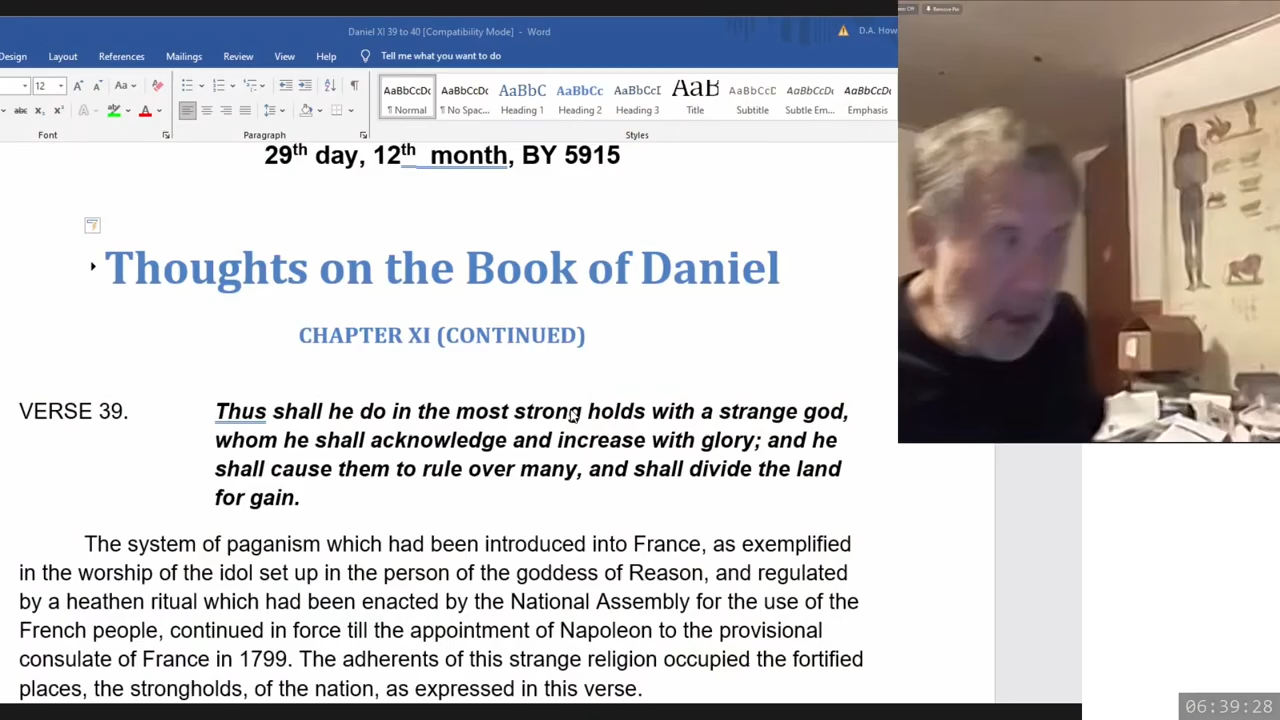 Daniel XI 39 to 40 [Compatibility Mode] - Word
D.A. How
Remove Pin
Design Layout References Mailings Review View Help Tell me what you want to do
12
Aa
AaBbCcDc AaBbCcDc AaBbC AaBbCc AaBbCcD AaB AaBbCcD AaBbCcDc AaBbCcDc
¶ Normal ¶ No Spac... Heading 1 Heading 2 Heading 3 Title Subtitle Subtle Em... Emphasis
Font Paragraph Styles
29th day, 12th month, BY 5915
Thoughts on the Book of Daniel
CHAPTER XI (CONTINUED)
VERSE 39. Thus shall he do in the most strong holds with a strange god,
whom he shall acknowledge and increase with glory; and he
shall cause them to rule over many, and shall divide the land
for gain.
The system of paganism which had been introduced into France, as exemplified
in the worship of the idol set up in the person of the goddess of Reason, and regulated
by a heathen ritual which had been enacted by the National Assembly for the use of the
French people, continued in force till the appointment of Napoleon to the provisional
consulate of France in 1799. The adherents of this strange religion occupied the fortified
places, the strongholds, of the nation, as expressed in this verse.
06:39:28